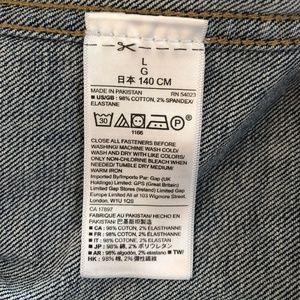 L
G
日本 140 CM
MADE IN PAKISTAN RN 54023
■ US/GB : 98% COTTON, 2% SPANDEX/
ELASTANE
30
1166
P
CLOSE ALL FASTENERS BEFORE
WASHING/ MACHINE WASH COLD/
WASH AND DRY WITH LIKE COLORS/
ONLY NON-CHLORINE BLEACH WHEN
NEEDED/ TUMBLE DRY MEDIUM/
WARM IRON
Imported By/Importe Par: Gap (UK
Holdings) Limited; GPS (Great Britain)
Limited Gap Stores (Ireland) Limited Gap
Europe Limited All at 103 Wigmore Street,
London, W1U 1QS
CA 17897
FABRIQUE AU PAKISTAN/ HECHO EN
PAKISTAN/ 巴基斯坦製造
■ FR : 98% COTON, 2% ELASTHANNE
■ IT : 98% COTONE, 2% ELASTAN
■ JP : 98% 綿, 2% ポリウレタン
■ AR : 98% algodón, 2% elastano ■ TW/
HK : 98% 棉, 2% 彈性纖維